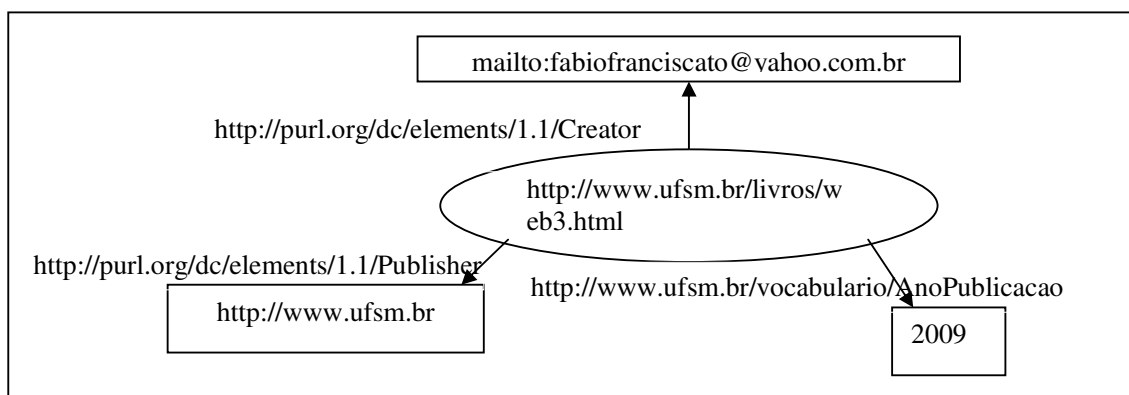 mailto:fabiofranciscato@yahoo.com.br
http://purl.org/dc/elements/1.1/Creator
http://www.ufsm.br/livros/w
eb3.html
http://purl.org/dc/elements/1.1/Publisher
http://www.ufsm.br/vocabulario/AnoPublicacao
http://www.ufsm.br
2009